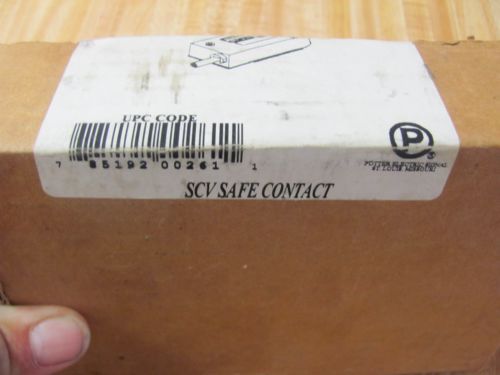 UPC CODE
7 85192 00261 1
P
®
POTTER ELECTRIC SIGNAL
ST. LOUIS, MISSOURI
SCV SAFE CONTACT